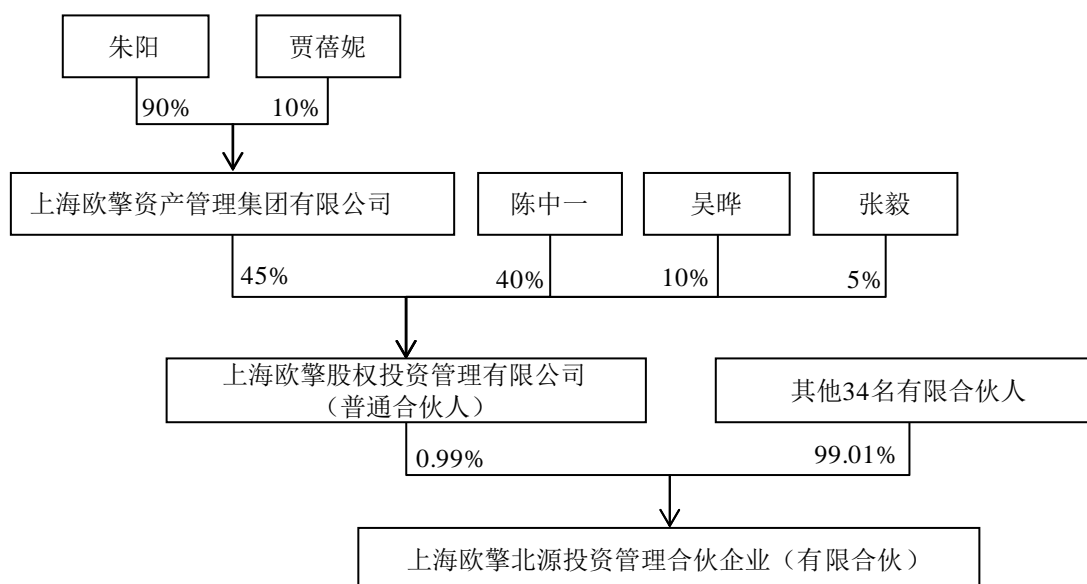 朱阳
贾蓓妮
90%
10%
上海欧擎资产管理集团有限公司
陈中一
吴晔
张毅
45%
40%
10%
5%
上海欧擎股权投资管理有限公司
（普通合伙人）
其他34名有限合伙人
0.99%
99.01%
上海欧擎北源投资管理合伙企业（有限合伙）